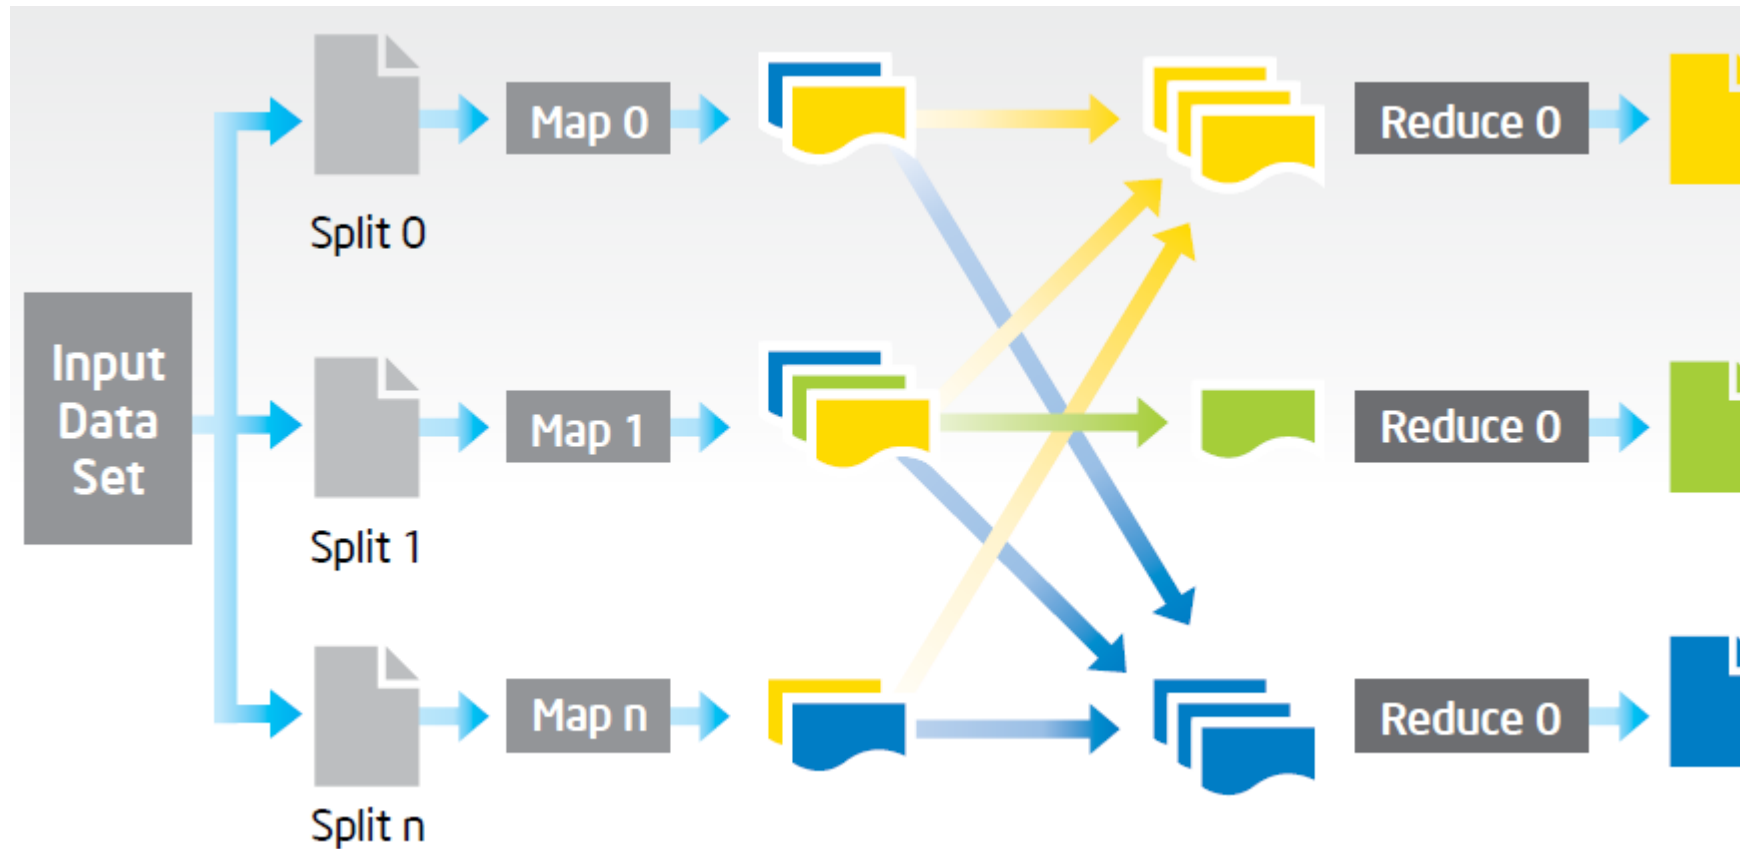 Map 0
Reduce 0
Split 0
Input
Data
Set
Map 1
Reduce 0
Split 1
Map n
Reduce 0
Split n